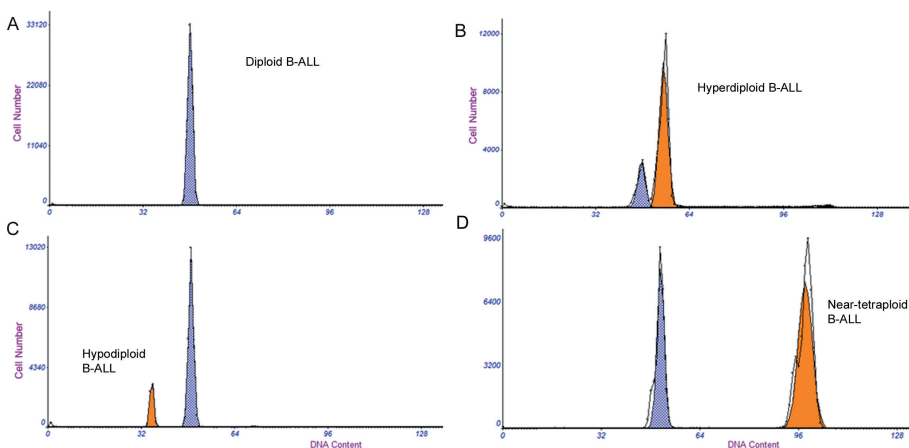 A
33120
22080
11040
0
Cell Number
Diploid B-ALL
0 32 64 96 128
B
12000
8000
4000
0
Cell Number
Hyperdiploid B-ALL
0 32 64 96 128
C
13020
8680
4340
0
Cell Number
Hypodiploid
B-ALL
0 32 64 96 128
DNA Content
D
9600
6400
3200
0
Cell Number
Near-tetraploid
B-ALL
0 32 64 96 128
DNA Content